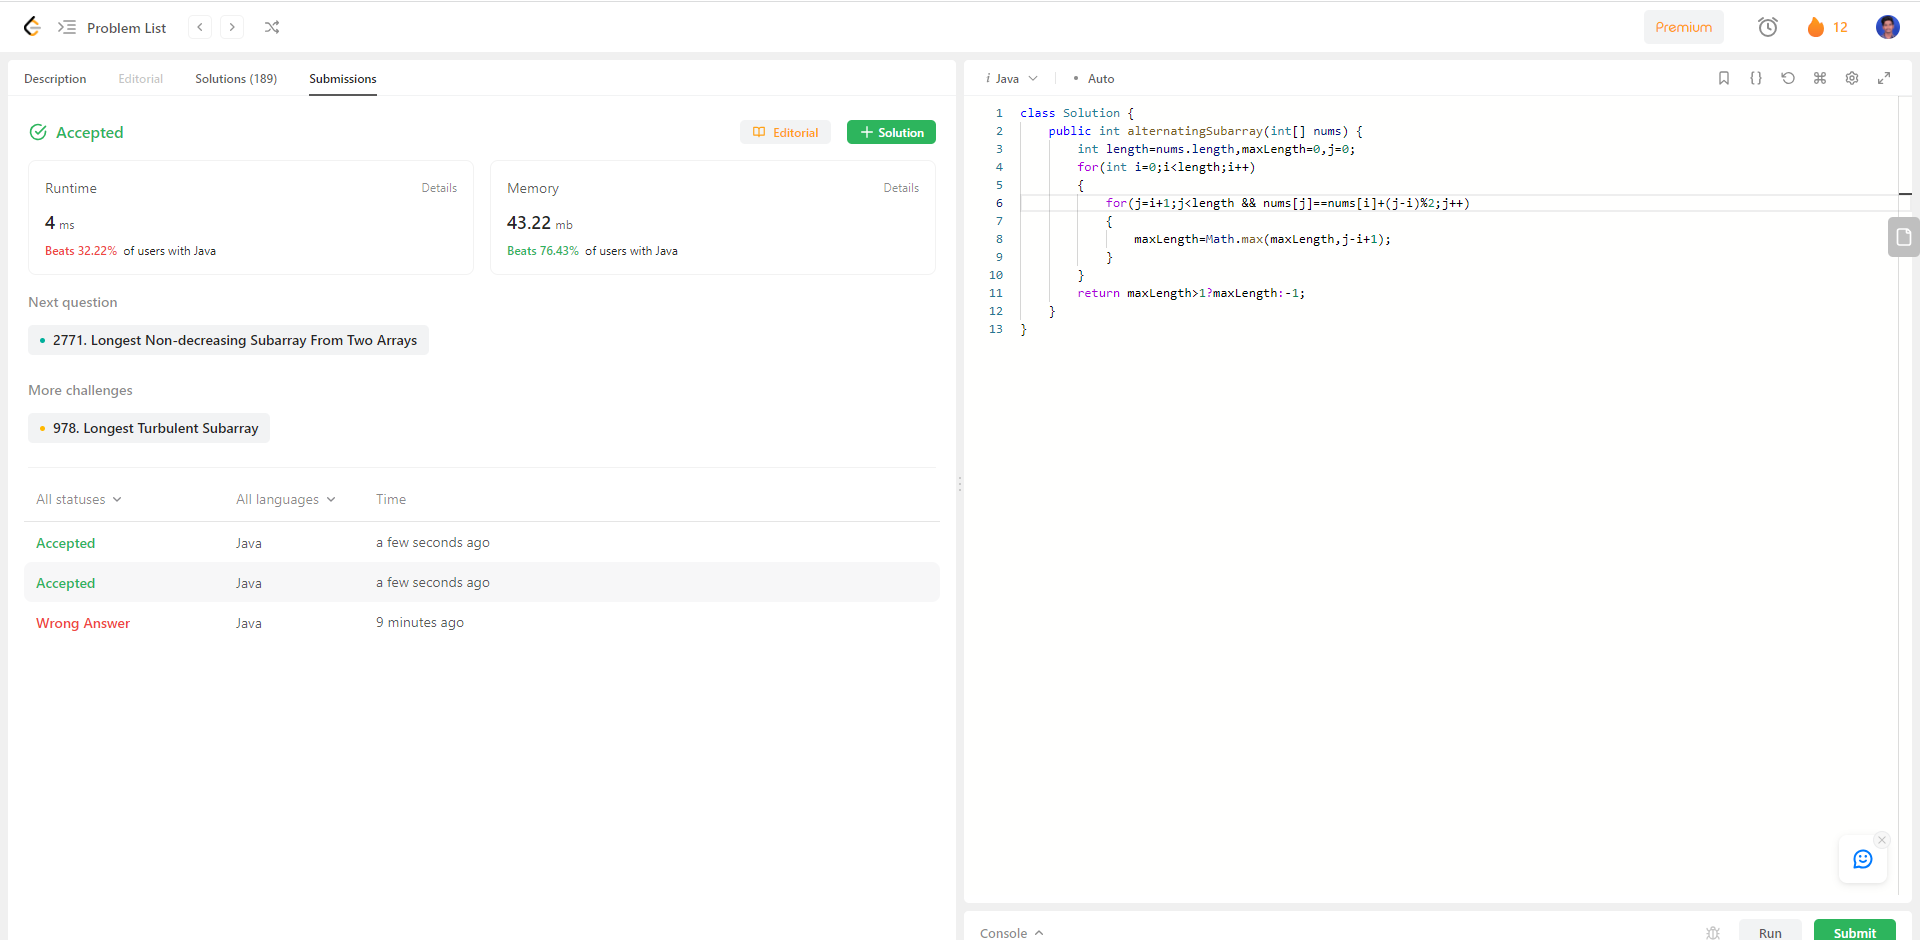 Problem List
Premium
12
Description Editorial Solutions (189) Submissions
Accepted
Editorial
Solution
Runtime Details
4 ms
Beats 32.22% of users with Java
Memory Details
43.22 mb
Beats 76.43% of users with Java
Next question
2771. Longest Non-decreasing Subarray From Two Arrays
More challenges
978. Longest Turbulent Subarray
All statuses All languages Time
Accepted Java a few seconds ago
Accepted Java a few seconds ago
Wrong Answer Java 9 minutes ago
i Java • Auto
1 class Solution {
2 public int alternatingSubarray(int[] nums) {
3 int length=nums.length,maxLength=0,j=0;
4 for(int i=0;i<length;i++)
5 {
6 for(j=i+1;j<length && nums[j]==nums[i]+(j-i)%2;j++)
7 {
8 maxLength=Math.max(maxLength,j-i+1);
9 }
10 }
11 return maxLength>1?maxLength:-1;
12 }
13 }
Console Run Submit